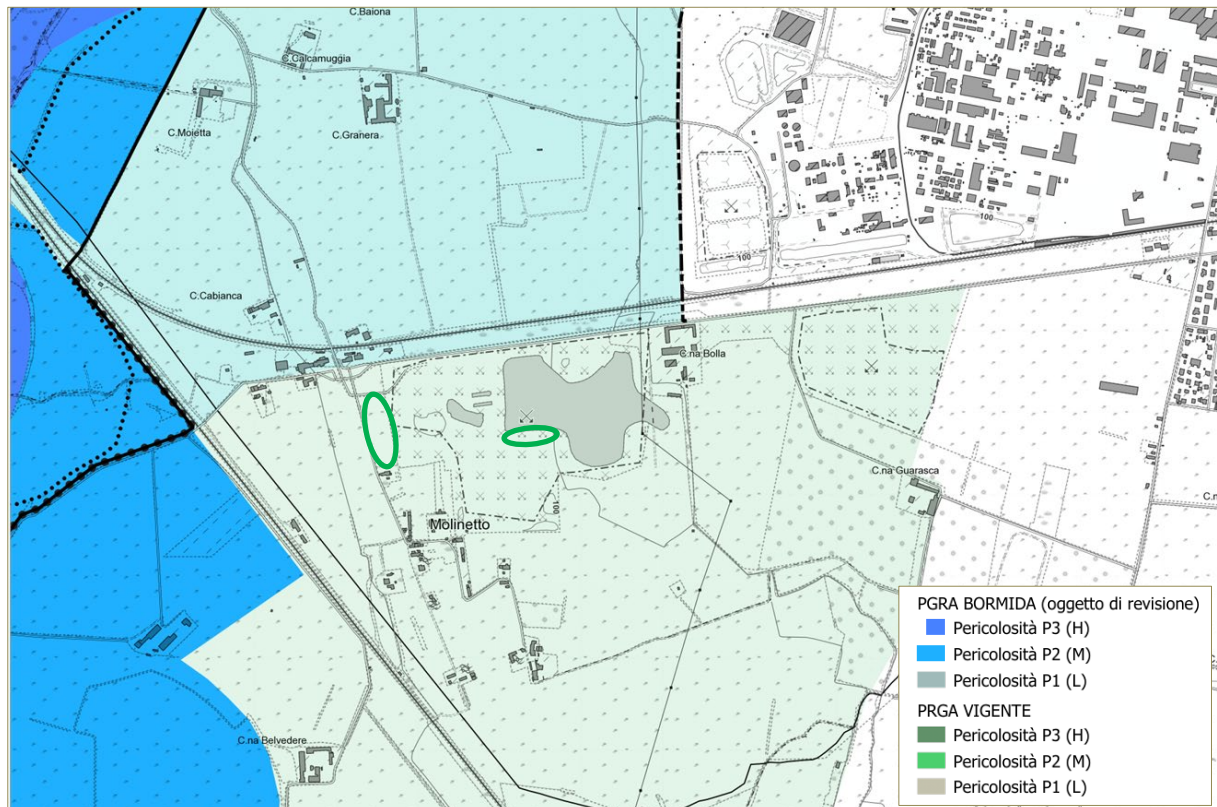 C.Baiona
C.Calcamuggia
C.Moietta
C.Granera
100
100
C.Cabianca
C.na Bolla
C.na Guarasca
100
Molinetto
C.na Belvedere
PGRA BORMIDA (oggetto di revisione)
Pericolosità P3 (H)
Pericolosità P2 (M)
Pericolosità P1 (L)
PRGA VIGENTE
Pericolosità P3 (H)
Pericolosità P2 (M)
Pericolosità P1 (L)